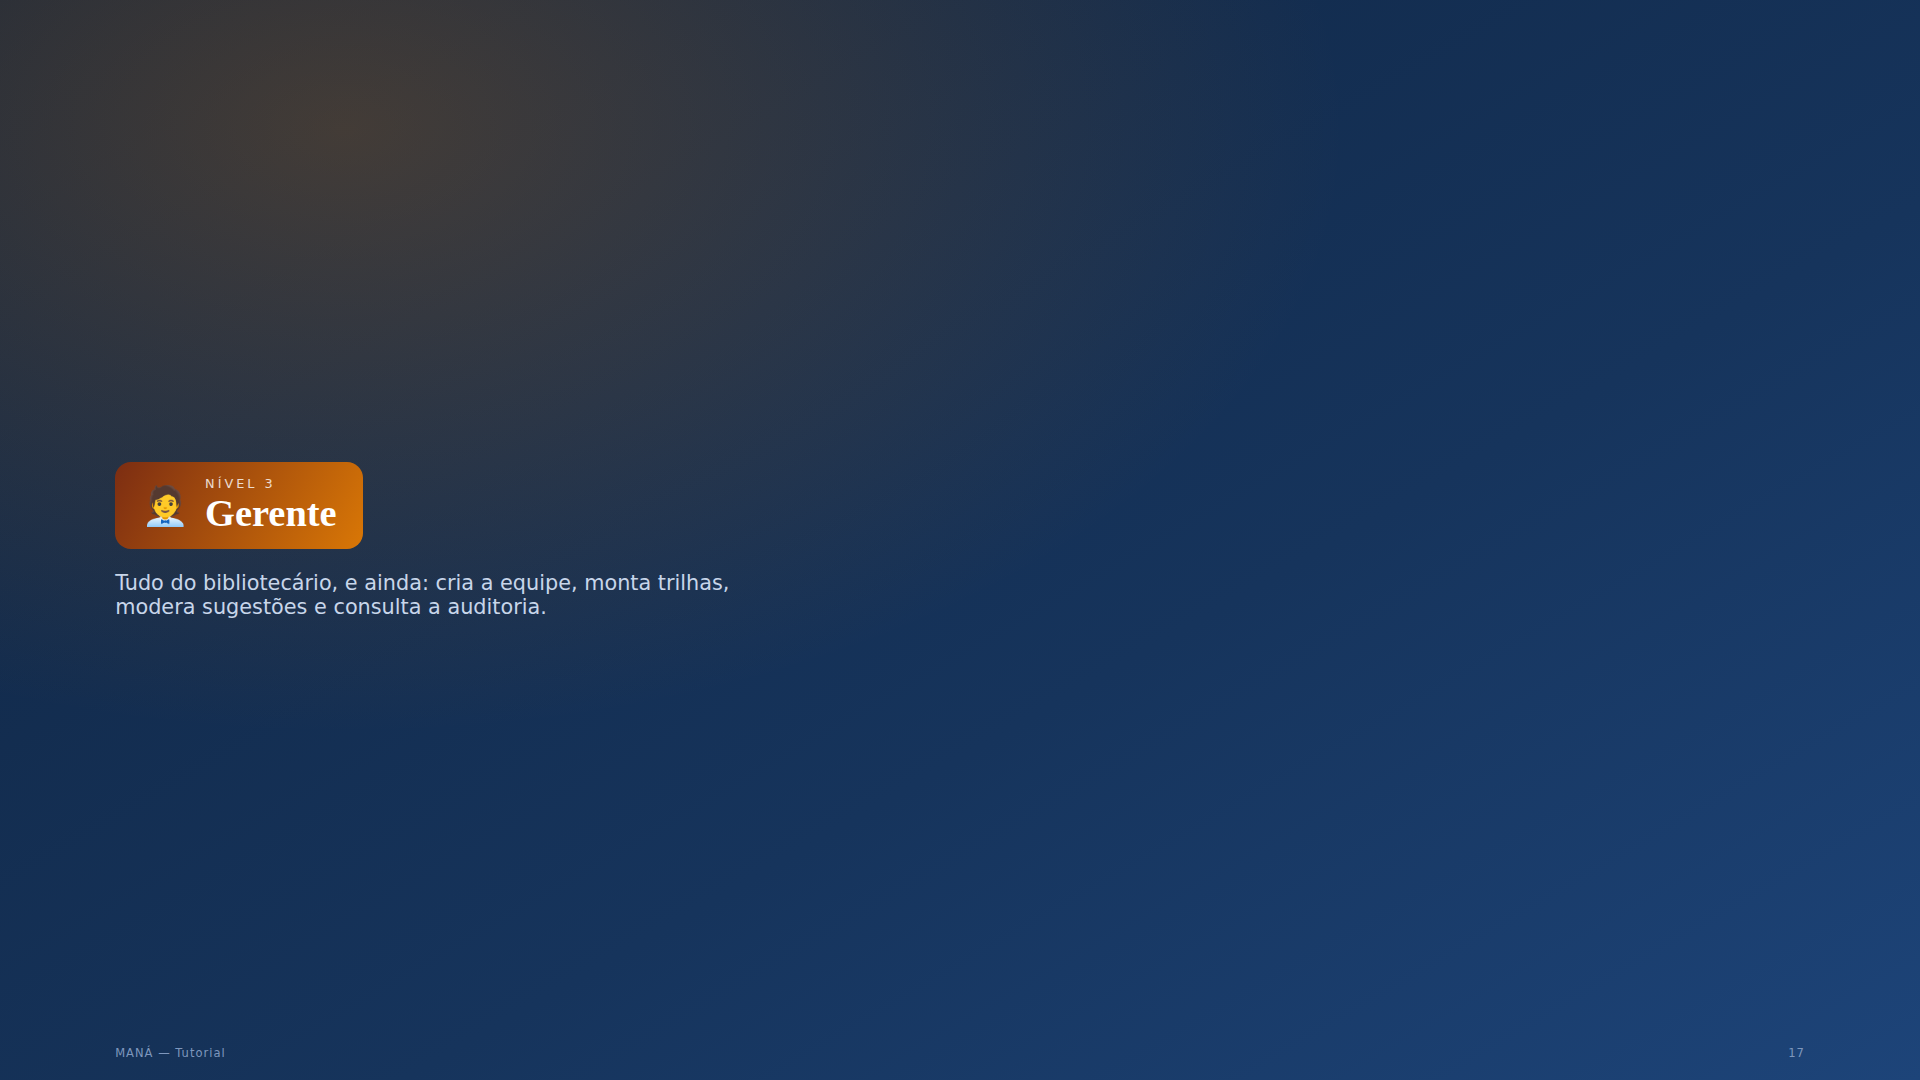 NÍVEL 3
Gerente
Tudo do bibliotecário, e ainda: cria a equipe, monta trilhas,
modera sugestões e consulta a auditoria.
MANÁ — Tutorial
17